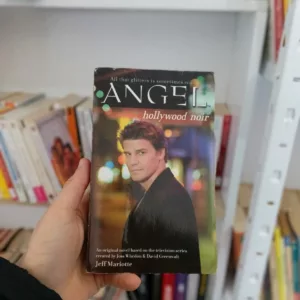 All that glitters is sometimes
ANGEL
hollywood noir
An original novel based on the television series
created by Joss Whedon & David Greenwalt
Jeff Mariotte